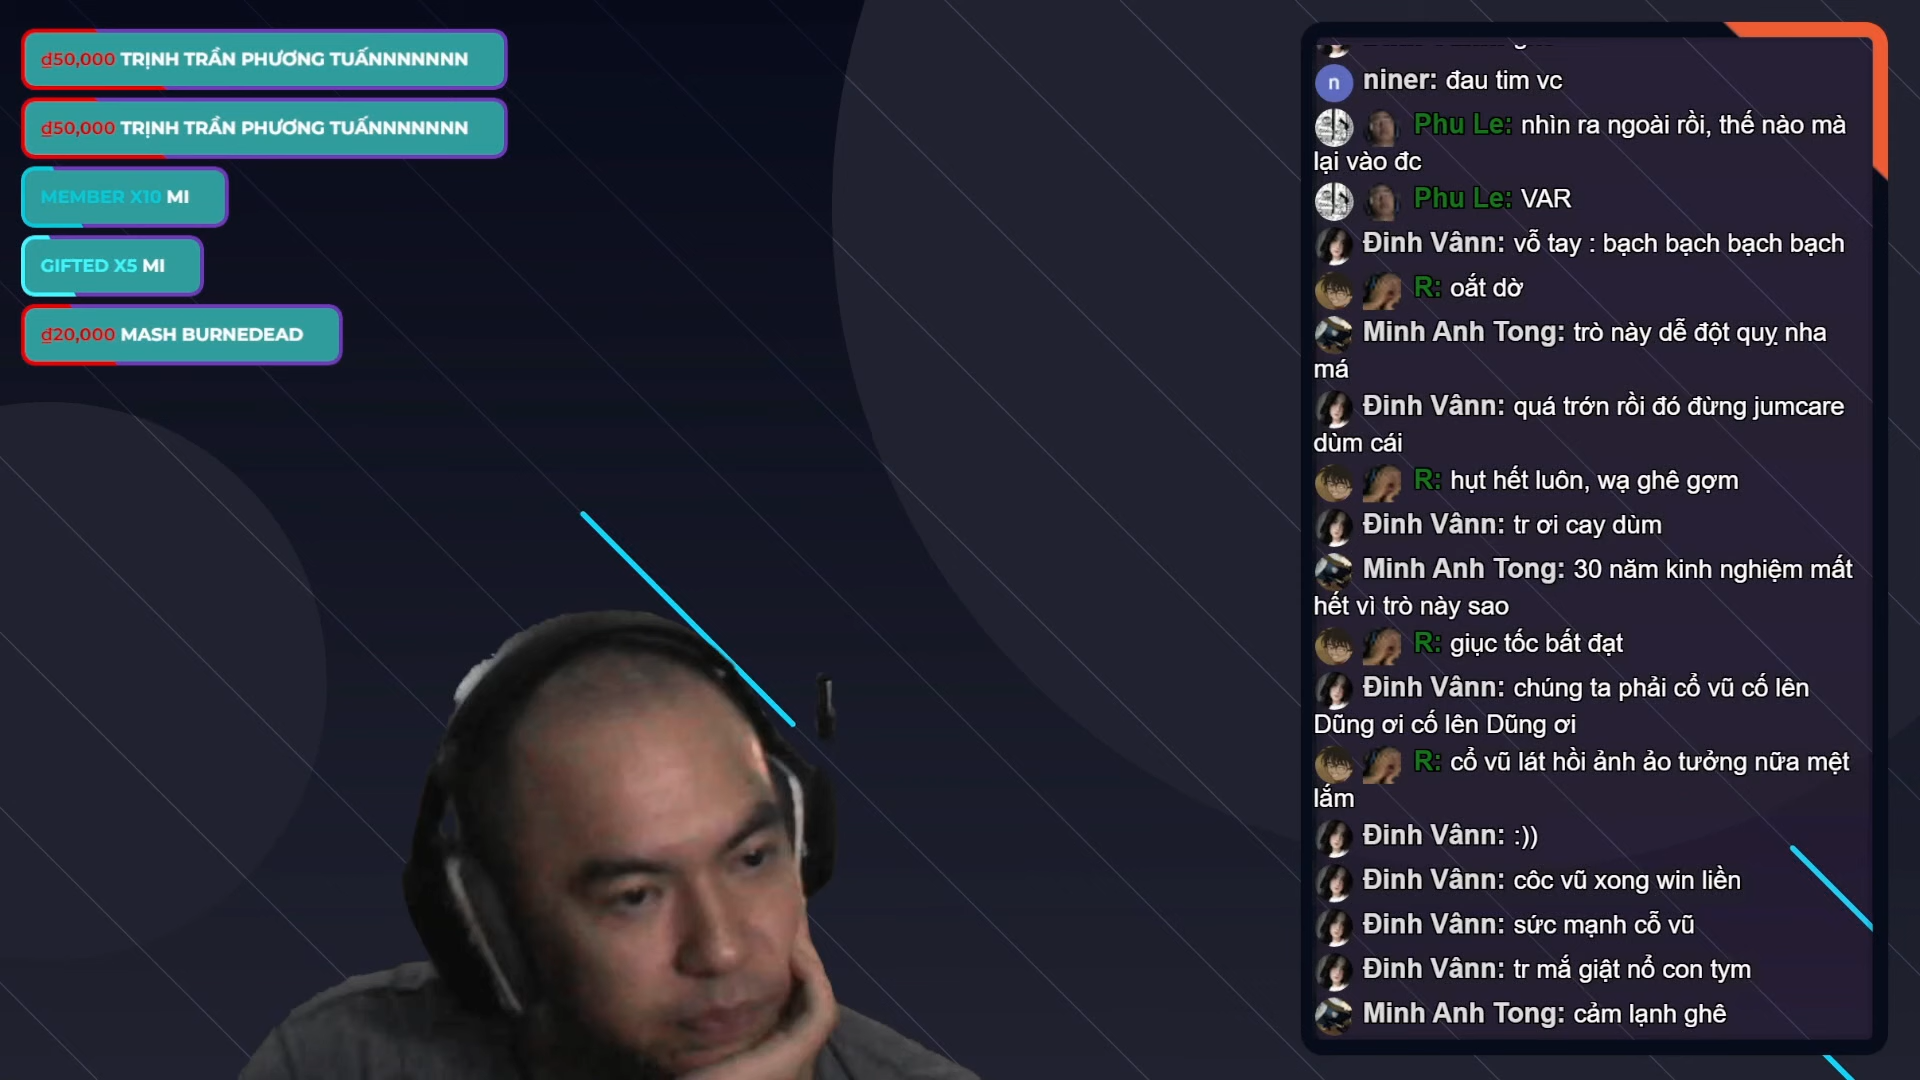 ₫50,000 TRỊNH TRẦN PHƯƠNG TUẤNNNNNNN
₫50,000 TRỊNH TRẦN PHƯƠNG TUẤNNNNNNN
MEMBER X10 MI
GIFTED X5 MI
₫20,000 MASH BURNEDEAD
n niner: đau tim vc
Phu Le: nhìn ra ngoài rồi, thế nào mà
lại vào đc
Phu Le: VAR
Đinh Vânn: vỗ tay : bạch bạch bạch bạch
R: oắt dờ
Minh Anh Tong: trò này dễ đột quỵ nha
má
Đinh Vânn: quá trớn rồi đó đừng jumcare
dùm cái
R: hụt hết luôn, wạ ghê gợm
Đinh Vânn: tr ơi cay dùm
Minh Anh Tong: 30 năm kinh nghiệm mất
hết vì trò này sao
R: giục tốc bất đạt
Đinh Vânn: chúng ta phải cổ vũ cố lên
Dũng ơi cố lên Dũng ơi
R: cổ vũ lát hồi ảnh ảo tưởng nữa mệt
lắm
Đinh Vânn: :))
Đinh Vânn: côc vũ xong win liền
Đinh Vânn: sức mạnh cỗ vũ
Đinh Vânn: tr mắ giật nổ con tym
Minh Anh Tong: cảm lạnh ghê